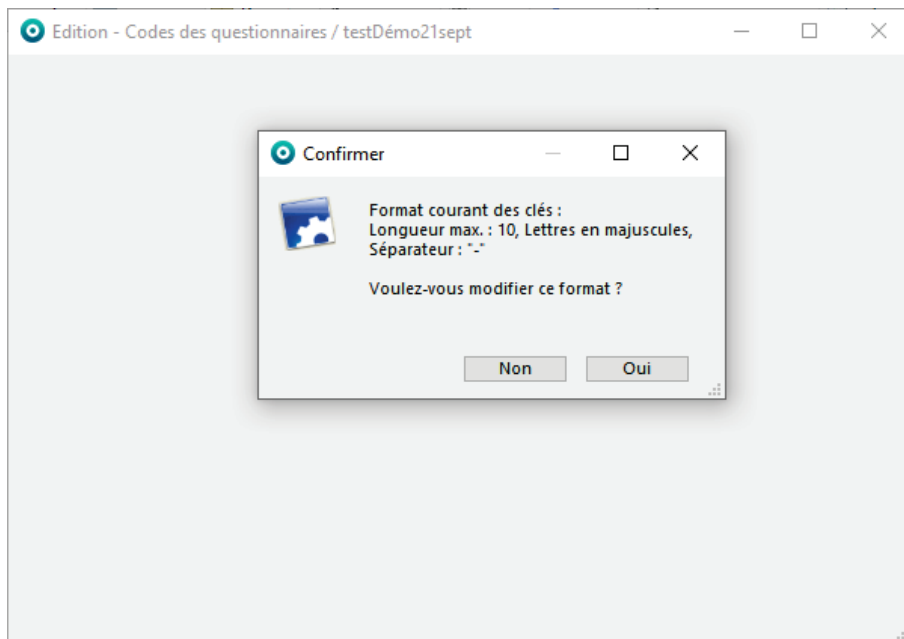 Edition - Codes des questionnaires / testDémo21sept
Confirmer
Format courant des clés :
Longueur max. : 10, Lettres en majuscules,
Séparateur : "-"
Voulez-vous modifier ce format ?
Non
Oui